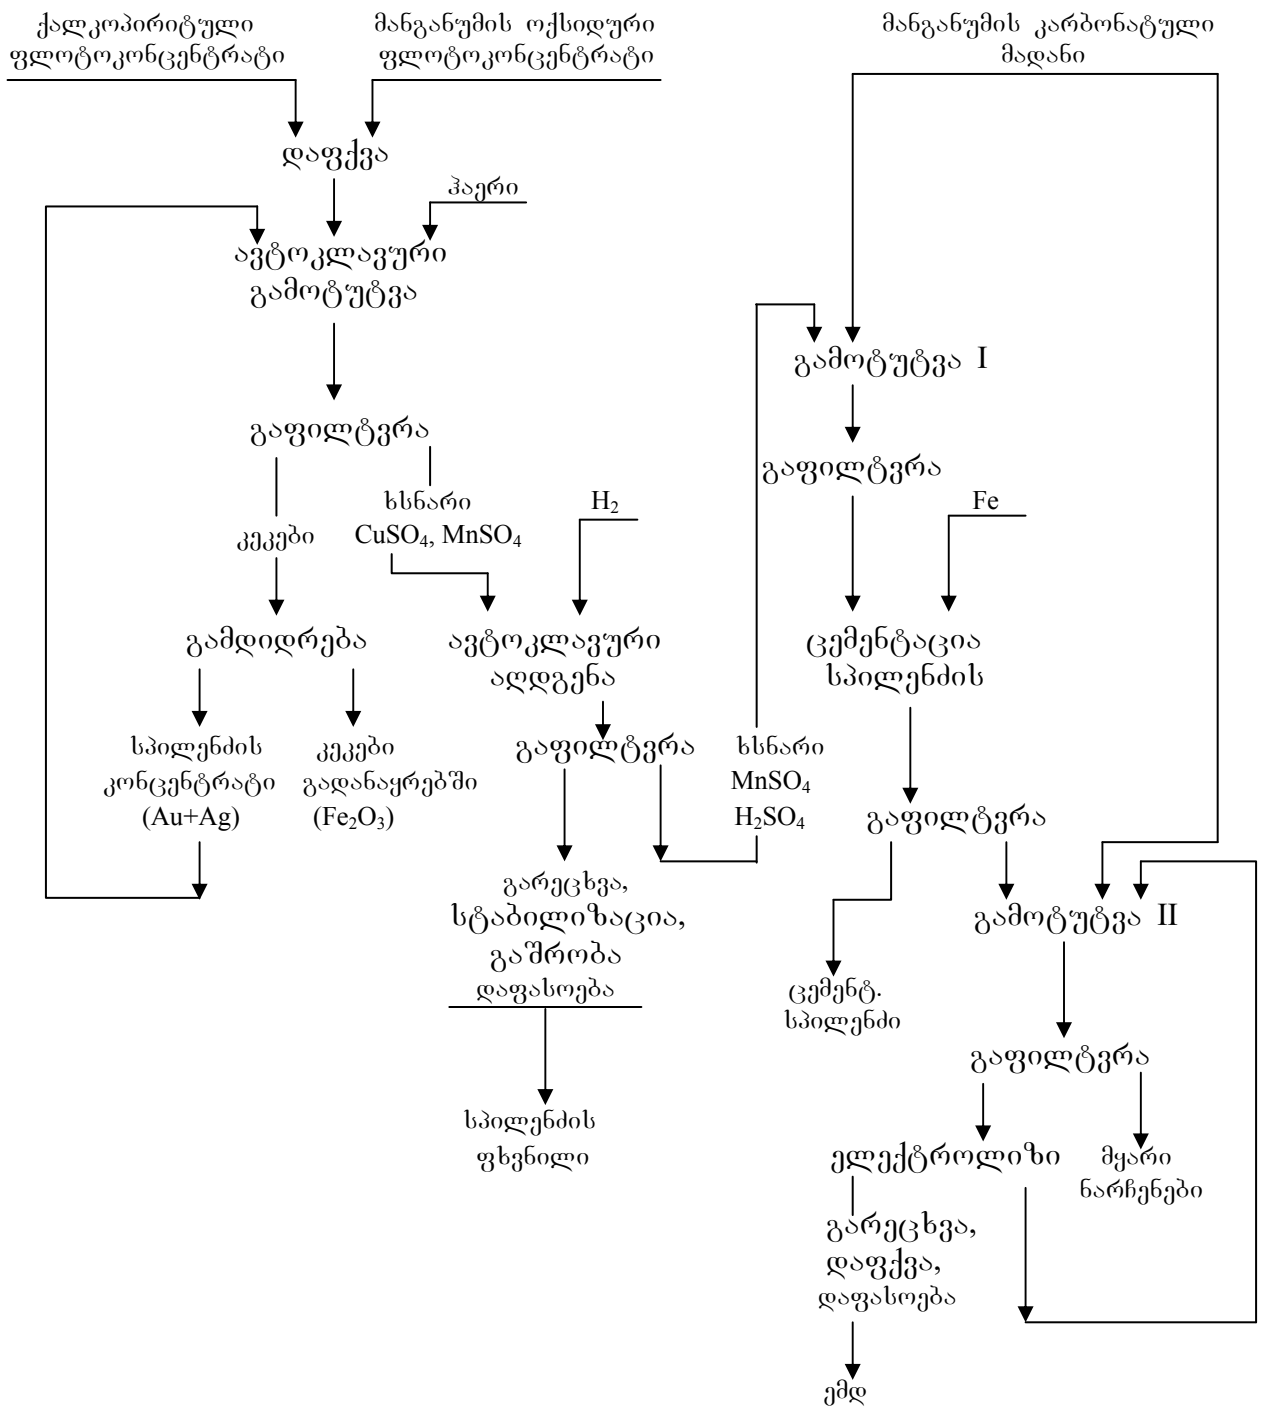 ქალკოპირიტული
ფლოტოკონცენტრატი
მანგანუმის ოქსიდური
ფლოტოკონცენტრატი
მანგანუმის კარბონატული
მადანი
დაფქვა
ჰაერი
ავტოკლავური
გამოტუტვა
გამოტუტვა I
გაფილტვრა
გაფილტვრა
ხსნარი
CuSO4, MnSO4
H2
Fe
კეკები
გამდიდრება
ავტოკლავური
აღდგენა
ცემენტაცია
სპილენძის
სპილენძის
კონცენტრატი
(Au+Ag)
კეკები
გადანაყრებში
(Fe2O3)
გაფილტვრა
ხსნარი
MnSO4
H2SO4
გაფილტვრა
გარეცხვა,
სტაბილიზაცია,
გაშრობა
დაფასოება
გამოტუტვა II
ცემენტ.
სპილენძი
გაფილტვრა
სპილენძის
ფხვნილი
ელექტროლიზი
მყარი
ნარჩენები
გარეცხვა,
დაფქვა,
დაფასოება
ემდ